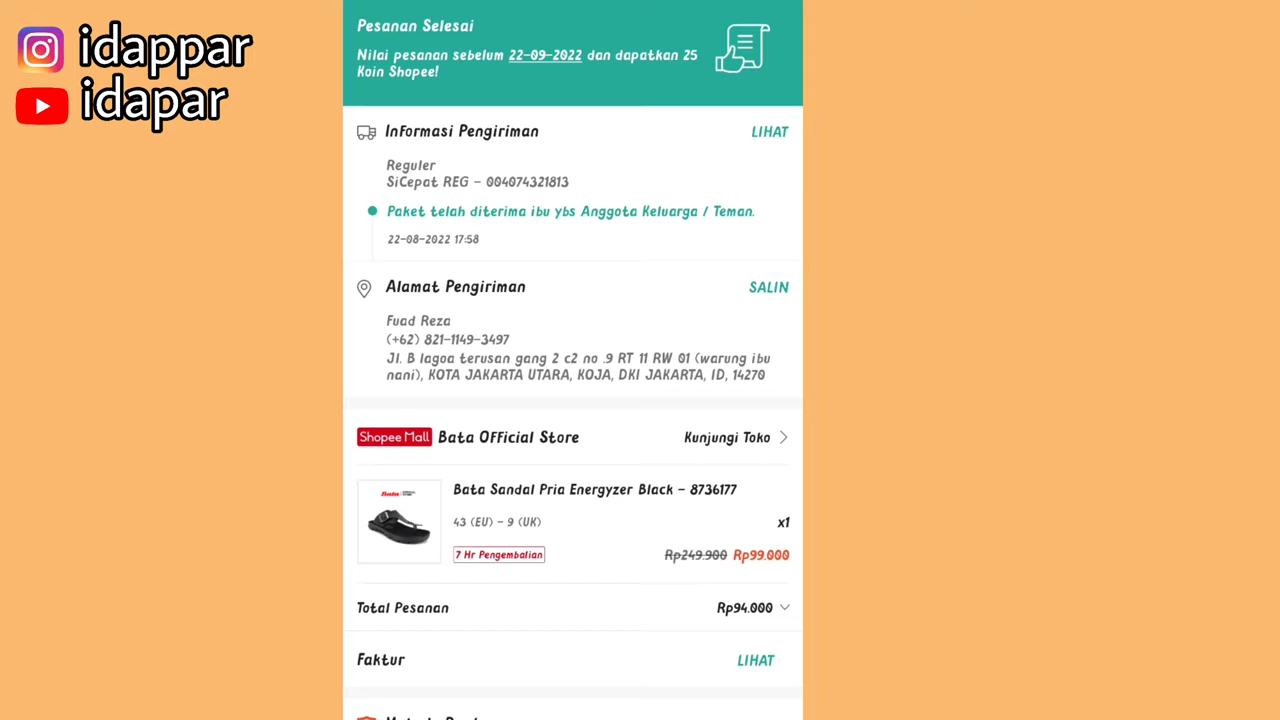 idappar
idapar
Pesanan Selesai
Nilai pesanan sebelum 22-09-2022 dan dapatkan 25
Koin Shopee!
Informasi Pengiriman LIHAT
Reguler
SiCepat REG - 004074321813
Paket telah diterima ibu ybs Anggota Keluarga / Teman.
22-08-2022 17:58
Alamat Pengiriman SALIN
Fuad Reza
(+62) 821-1149-3497
Jl. B lagoa terusan gang 2 c2 no .9 RT 11 RW 01 (warung ibu
nani), KOTA JAKARTA UTARA, KOJA, DKI JAKARTA, ID, 14270
Shopee Mall Bata Official Store Kunjungi Toko
Bata
Bata Sandal Pria Energyzer Black - 8736177
43 (EU) - 9 (UK) x1
7 Hr Pengembalian Rp249.900 Rp99.000
Total Pesanan Rp94.000
Faktur LIHAT